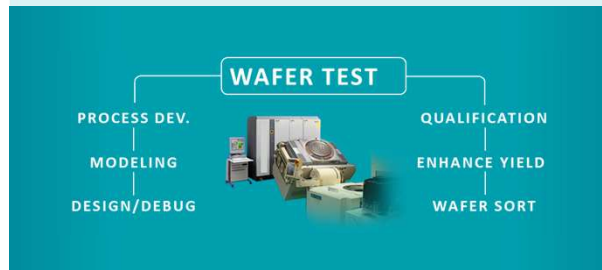 WAFER TEST
PROCESS DEV.
MODELING
DESIGN/DEBUG
QUALIFICATION
ENHANCE YIELD
WAFER SORT